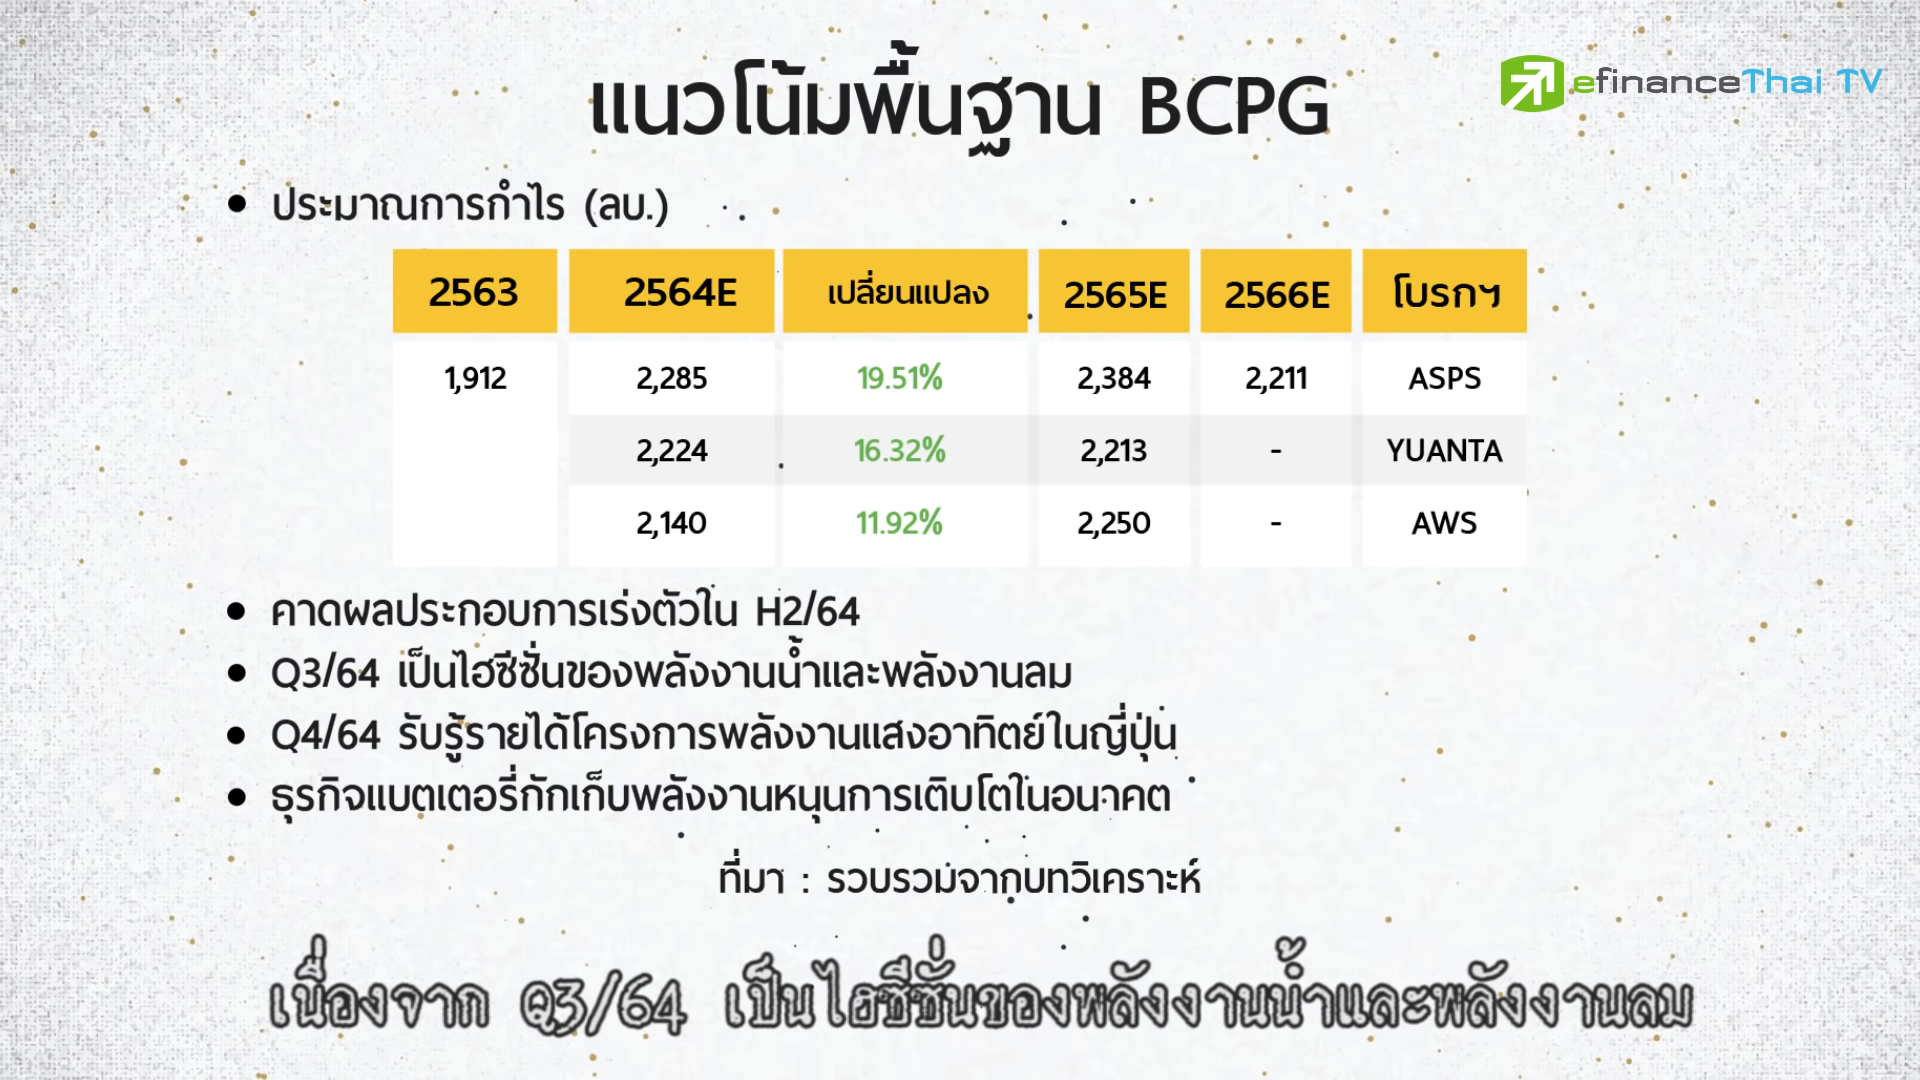 efinanceThai TV
แนวโน้มพื้นฐาน BCPG
• ประมาณการกำไร (ลบ.)
2563 2564E เปลี่ยนแปลง 2565E 2566E โบรกฯ
1,912 2,285 19.51% 2,384 2,211 ASPS
2,224 16.32% 2,213 - YUANTA
2,140 11.92% 2,250 - AWS
• คาดผลประกอบการเร่งตัวใน H2/64
• Q3/64 เป็นไฮซีซั่นของพลังงานน้ำและพลังงานลม
• Q4/64 รับรู้รายได้โครงการพลังงานแสงอาทิตย์ในญี่ปุ่น
• ธุรกิจแบตเตอรี่กักเก็บพลังงานหนุนการเติบโตในอนาคต
ที่มา : รวบรวมจากบทวิเคราะห์
เนื่องจาก Q3/64 เป็นไฮซีซั่นของพลังงานน้ำและพลังงานลม